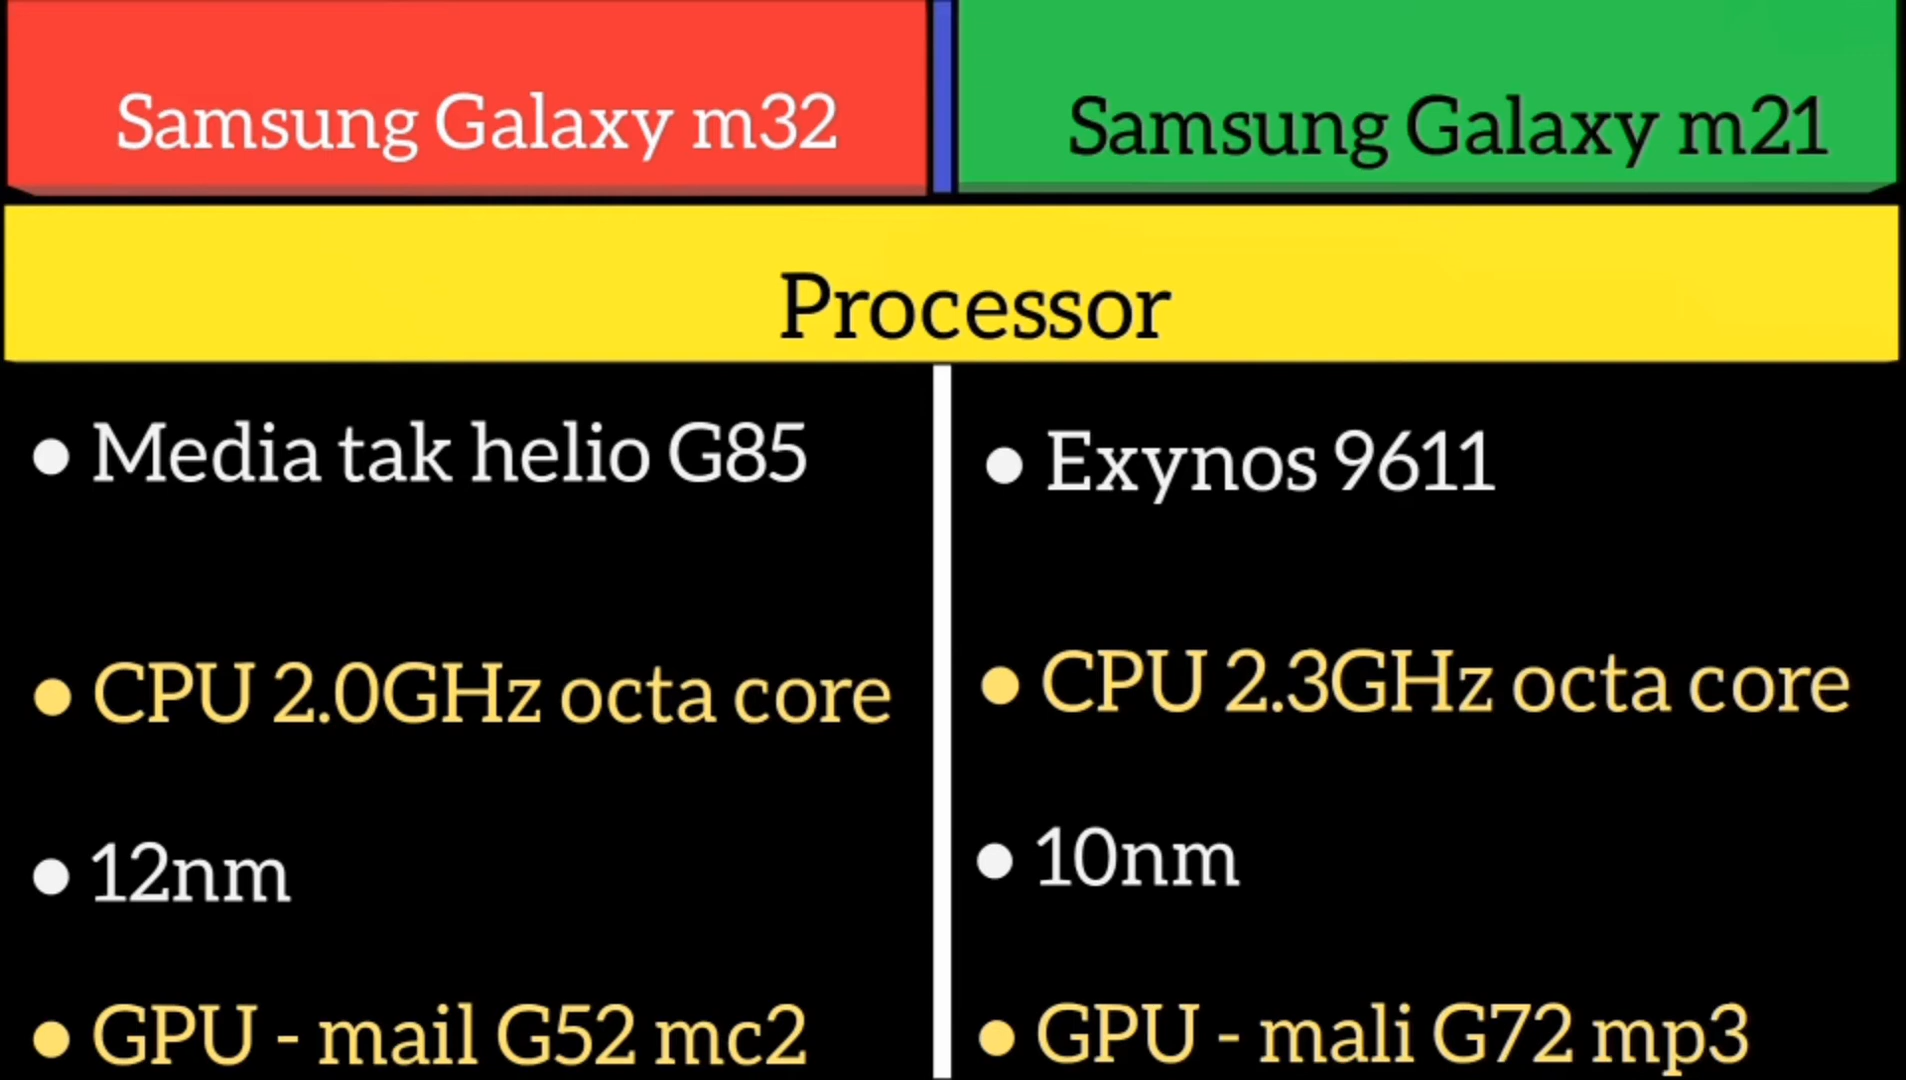 Samsung Galaxy m32
Samsung Galaxy m21
Processor
• Media tak helio G85
• CPU 2.0GHz octa core
• 12nm
• GPU - mail G52 mc2
• Exynos 9611
• CPU 2.3GHz octa core
• 10nm
• GPU - mali G72 mp3